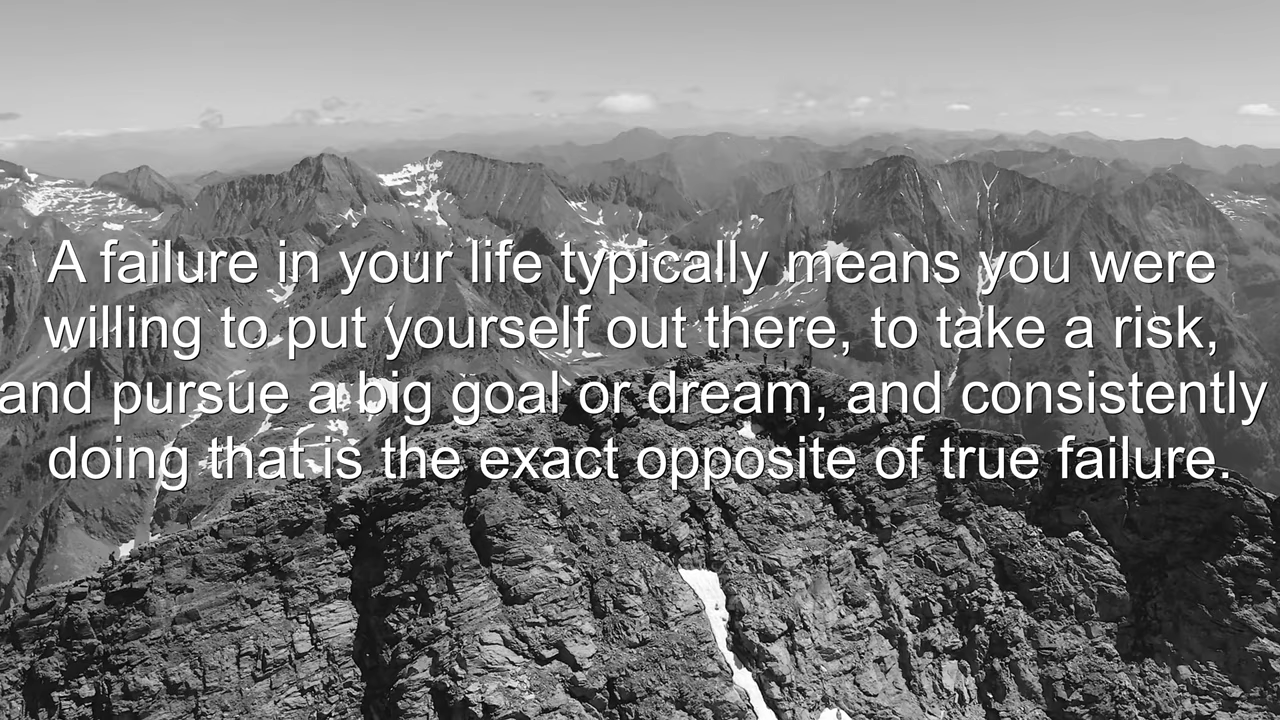 A failure in your life typically means you were
willing to put yourself out there, to take a risk,
and pursue a big goal or dream, and consistently
doing that is the exact opposite of true failure.